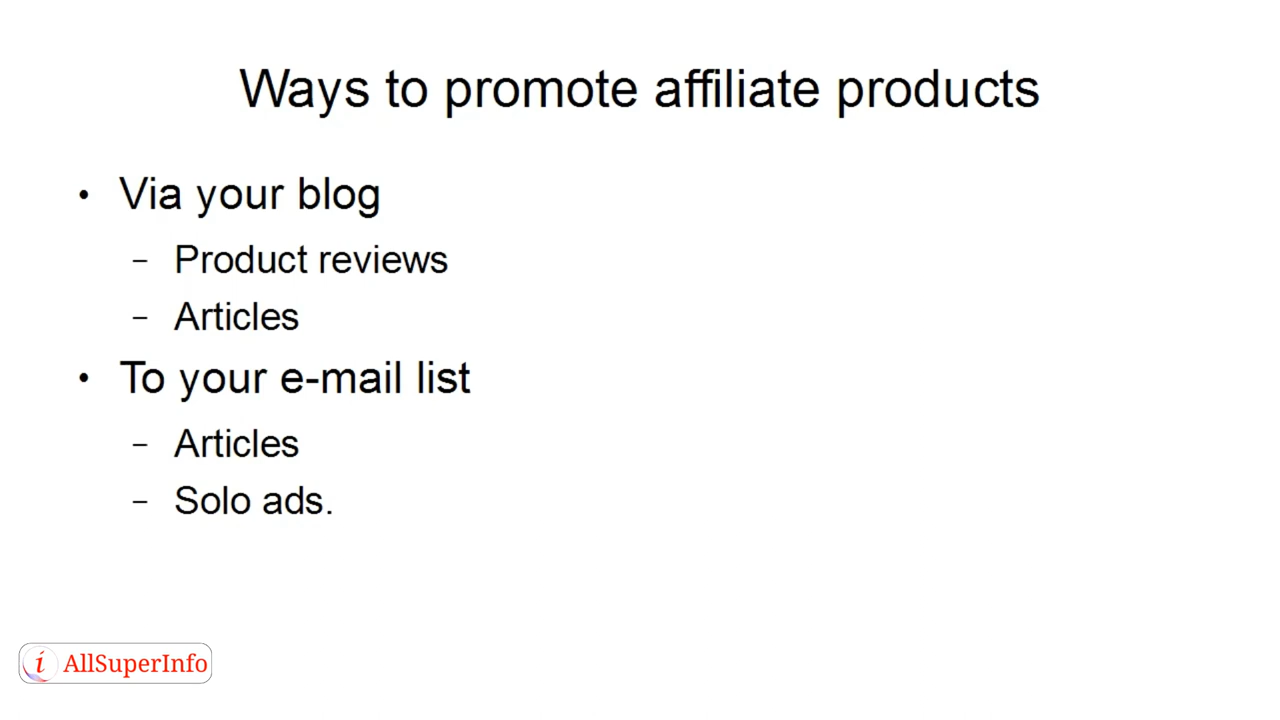 Ways to promote affiliate products
• Via your blog
– Product reviews
– Articles
• To your e-mail list
– Articles
– Solo ads.
i AllSuperInfo